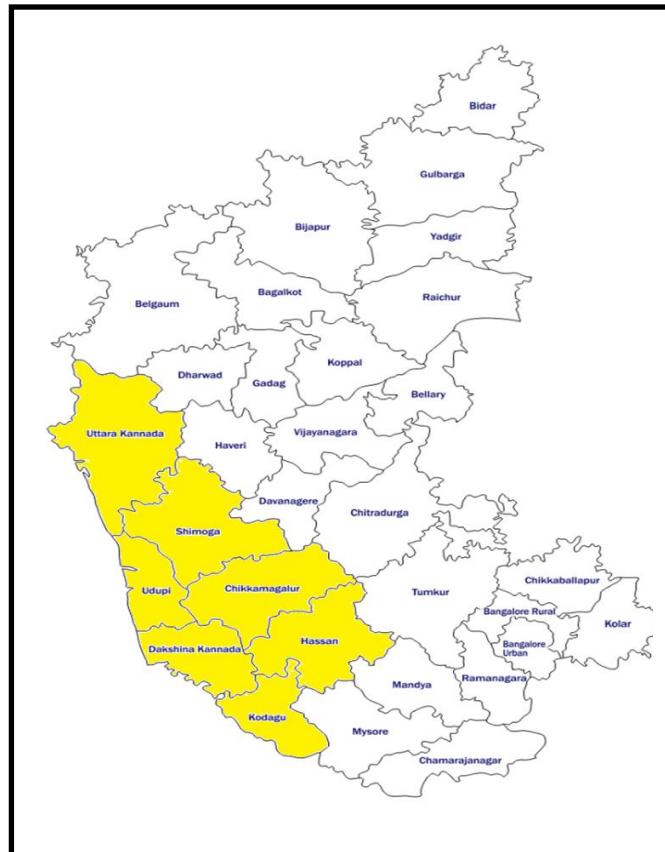 Bidar
Gulbarga
Bijapur
Yadgir
Bagalkot
Raichur
Belgaum
Koppal
Dharwad
Gadag
Bellary
Uttara Kannada
Vijayanagara
Haveri
Davanagere
Chitradurga
Shimoga
Chikkaballapur
Udupi
Chikkamagalur
Tumkur
Bangalore Rural
Kolar
Hassan
Bangalore
Urban
Dakshina Kannada
Ramanagara
Mandya
Kodagu
Mysore
Chamarajanagar